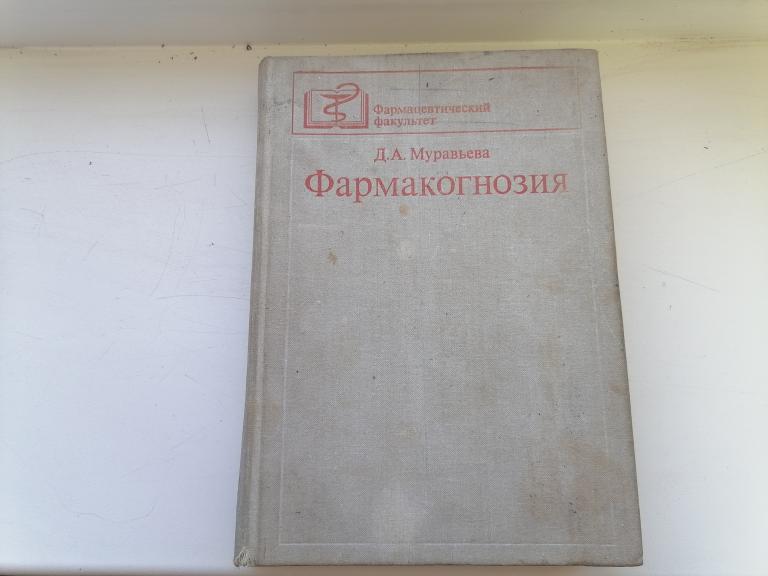 Фармацевтический
факультет
Д.А. Муравьева
Фармакогнозия